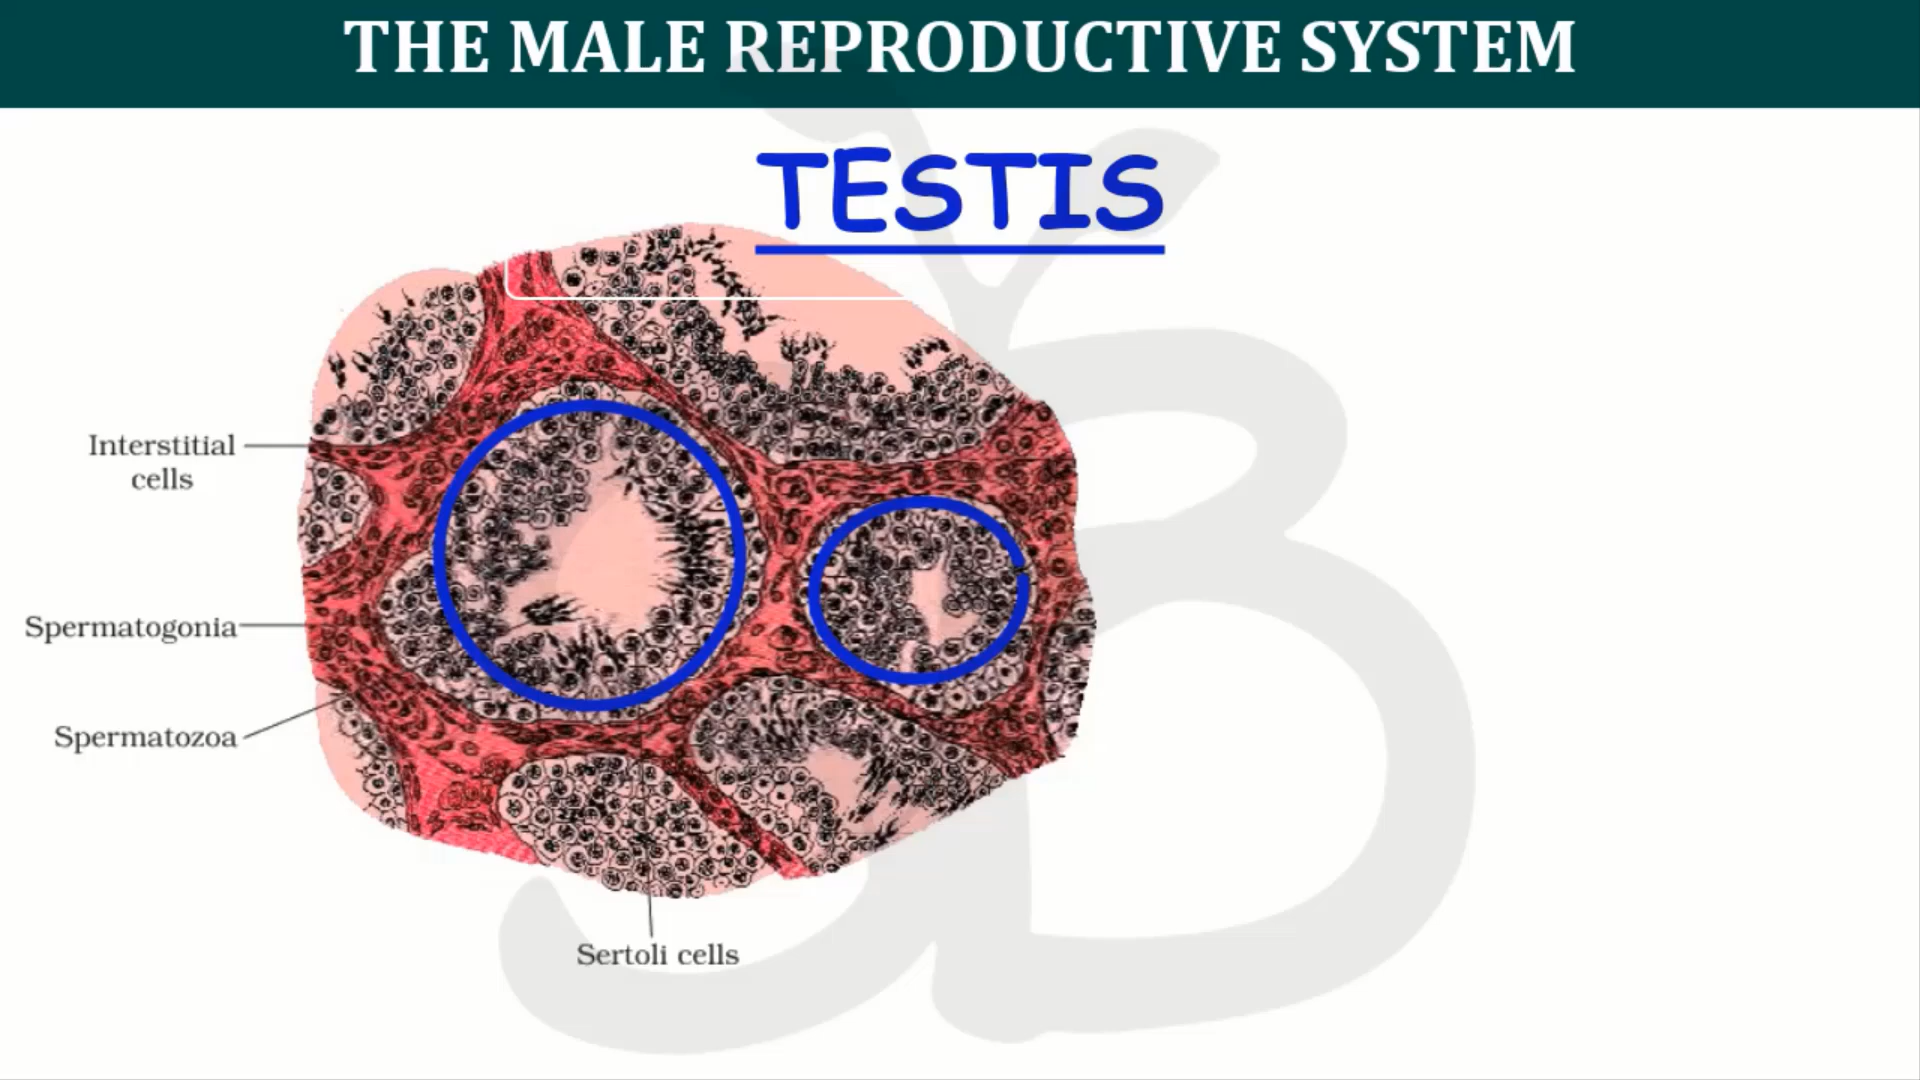 THE MALE REPRODUCTIVE SYSTEM
TESTIS
Interstitial
cells
Spermatogonia
Spermatozoa
Sertoli cells